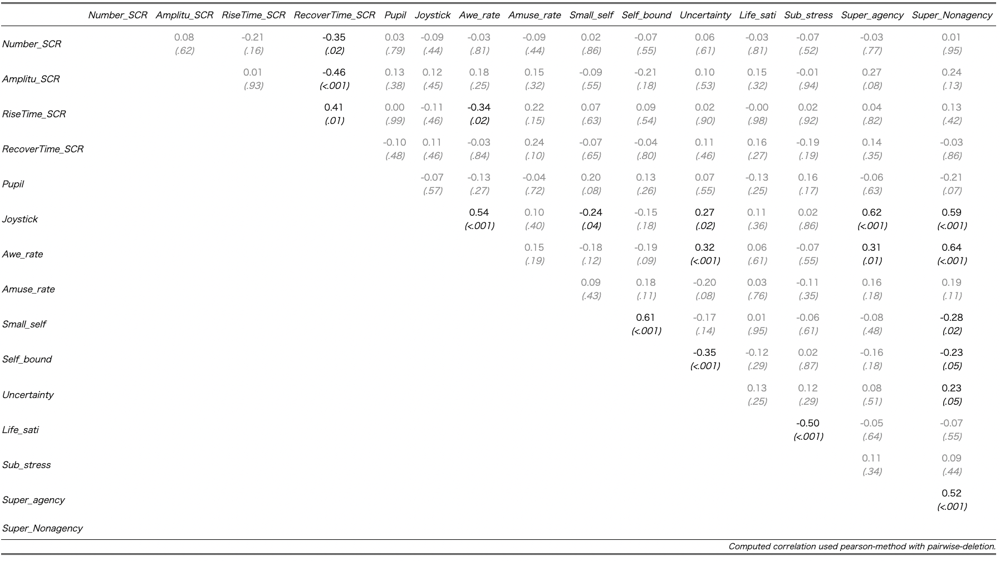 Number_SCR Amplitu_SCR RiseTime_SCR RecoverTime_SCR Pupil Joystick Awe_rate Amuse_rate Small_self Self_bound Uncertainty Life_sati Sub_stress Super_agency Super_Nonagency
Number_SCR 0.08 -0.21 -0.35 0.03 -0.09 -0.03 -0.09 0.02 -0.07 0.06 -0.03 -0.07 -0.03 0.01
(.62) (.16) (.02) (.79) (.44) (.81) (.44) (.86) (.55) (.61) (.81) (.52) (.77) (.95)
Amplitu_SCR 0.01 -0.46 0.13 0.12 0.18 0.15 -0.09 -0.21 0.10 0.15 -0.01 0.27 0.24
(.93) (<.001) (.38) (.45) (.25) (.32) (.55) (.18) (.53) (.32) (.94) (.08) (.13)
RiseTime_SCR 0.41 0.00 -0.11 -0.34 0.22 0.07 0.09 0.02 -0.00 0.02 0.04 0.13
(.01) (.99) (.46) (.02) (.15) (.63) (.54) (.90) (.98) (.92) (.82) (.42)
RecoverTime_SCR -0.10 0.11 -0.03 0.24 -0.07 -0.04 0.11 0.16 -0.19 0.14 -0.03
(.48) (.46) (.84) (.10) (.65) (.80) (.46) (.27) (.19) (.35) (.86)
Pupil -0.07 -0.13 -0.04 0.20 0.13 0.07 -0.13 0.16 -0.06 -0.21
(.57) (.27) (.72) (.08) (.26) (.55) (.25) (.17) (.63) (.07)
Joystick 0.54 0.10 -0.24 -0.15 0.27 0.11 0.02 0.62 0.59
(<.001) (.40) (.04) (.18) (.02) (.36) (.86) (<.001) (<.001)
Awe_rate 0.15 -0.18 -0.19 0.32 0.06 -0.07 0.31 0.64
(.19) (.12) (.09) (<.001) (.61) (.55) (.01) (<.001)
Amuse_rate 0.09 0.18 -0.20 0.03 -0.11 0.16 0.19
(.43) (.11) (.08) (.76) (.35) (.18) (.11)
Small_self 0.61 -0.17 0.01 -0.06 -0.08 -0.28
(<.001) (.14) (.95) (.61) (.48) (.02)
Self_bound -0.35 -0.12 0.02 -0.16 -0.23
(<.001) (.29) (.87) (.18) (.05)
Uncertainty 0.13 0.12 0.08 0.23
(.25) (.29) (.51) (.05)
Life_sati -0.50 -0.05 -0.07
(<.001) (.64) (.55)
Sub_stress 0.11 0.09
(.34) (.44)
Super_agency 0.52
(<.001)
Super_Nonagency
Computed correlation used pearson-method with pairwise-deletion.